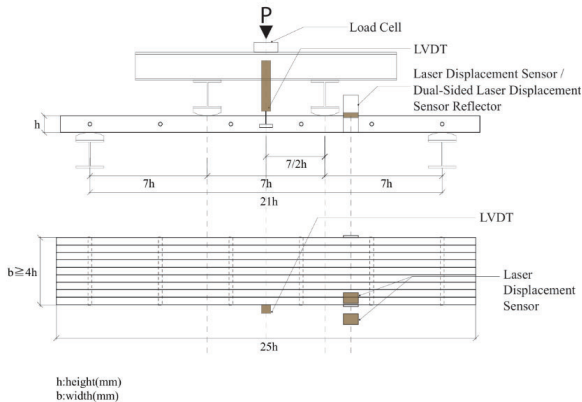 P
Load Cell
LVDT
Laser Displacement Sensor /
Dual-Sided Laser Displacement
Sensor Reflector
h
7/2h
7h
7h
7h
21h
LVDT
b≧4h
Laser
Displacement
Sensor
25h
h:height(mm)
b:width(mm)